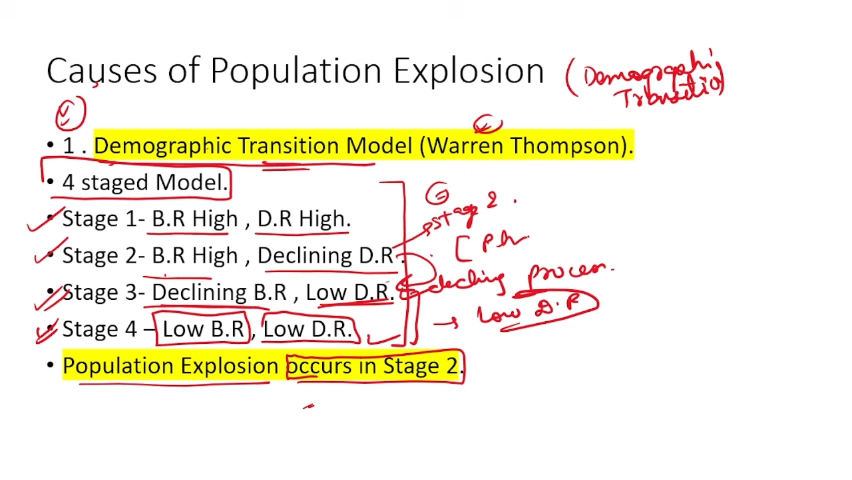 Causes of Population Explosion (Demographic
Transitio
• 1 . Demographic Transition Model (Warren Thompson).
• 4 staged Model.
• Stage 1- B.R High , D.R High.
• Stage 2- B.R High , Declining D.R .
• Stage 3- Declining B.R , Low D.R.
• Stage 4 – Low B.R , Low D.R.
• Population Explosion occurs in Stage 2.
Stage 2.
process.
Low D.R